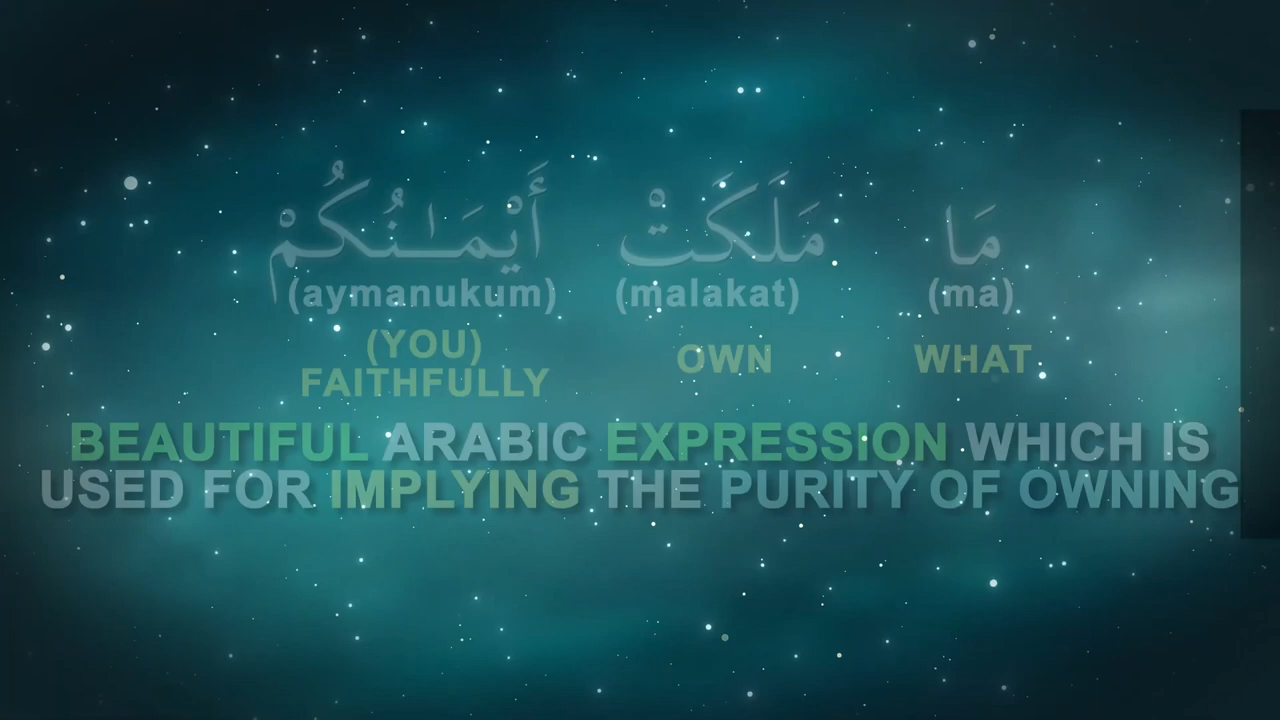 مَا مَلَكَتْ أَيْمَـٰنُكُمْ
(ma) (malakat) (aymanukum)
WHAT OWN (YOU)
FAITHFULLY
BEAUTIFUL ARABIC EXPRESSION WHICH IS
USED FOR IMPLYING THE PURITY OF OWNING